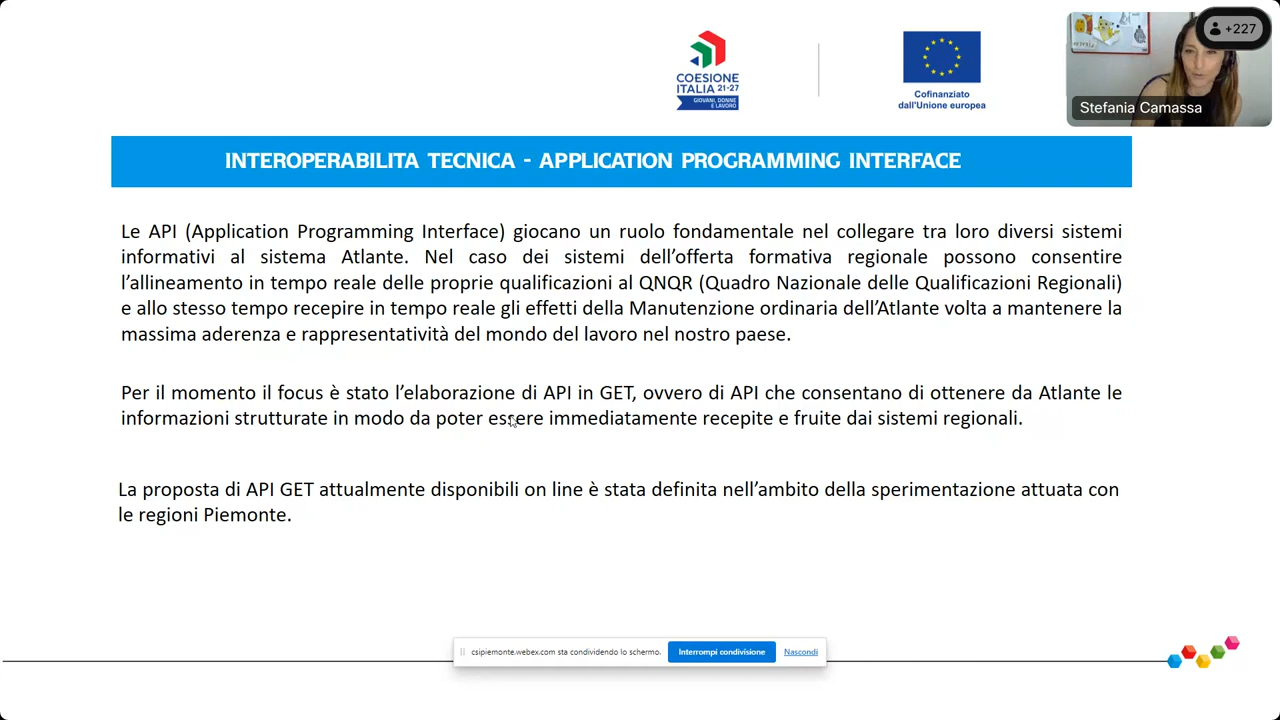 COESIONE
ITALIA 21-27
GIOVANI, DONNE
E LAVORO
Cofinanziato
dall'Unione europea
+227
Stefania Camassa
INTEROPERABILITA TECNICA - APPLICATION PROGRAMMING INTERFACE
Le API (Application Programming Interface) giocano un ruolo fondamentale nel collegare tra loro diversi sistemi
informativi al sistema Atlante. Nel caso dei sistemi dell’offerta formativa regionale possono consentire
l’allineamento in tempo reale delle proprie qualificazioni al QNQR (Quadro Nazionale delle Qualificazioni Regionali)
e allo stesso tempo recepire in tempo reale gli effetti della Manutenzione ordinaria dell’Atlante volta a mantenere la
massima aderenza e rappresentatività del mondo del lavoro nel nostro paese.
Per il momento il focus è stato l’elaborazione di API in GET, ovvero di API che consentano di ottenere da Atlante le
informazioni strutturate in modo da poter essere immediatamente recepite e fruite dai sistemi regionali.
La proposta di API GET attualmente disponibili on line è stata definita nell’ambito della sperimentazione attuata con
le regioni Piemonte.
csipiemonte.webex.com sta condividendo lo schermo.
Interrompi condivisione
Nascondi